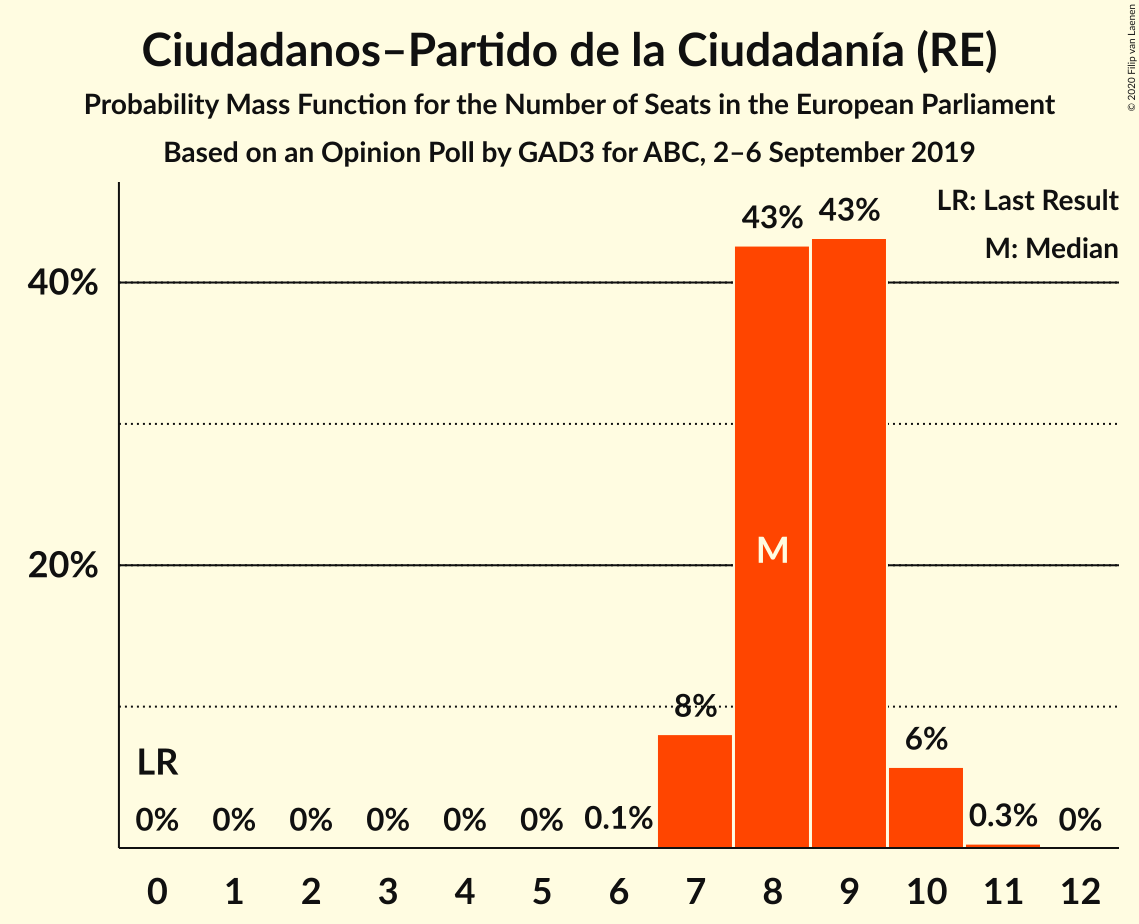 Ciudadanos–Partido de la Ciudadanía (RE)
Probability Mass Function for the Number of Seats in the European Parliament
Based on an Opinion Poll by GAD3 for ABC, 2–6 September 2019
© 2020 Filip van Laenen
LR: Last Result
M: Median
43% 43%
40%
M
20%
8%
6%
LR
0% 0% 0% 0% 0% 0% 0.1% 0.3% 0%
0 1 2 3 4 5 6 7 8 9 10 11 12